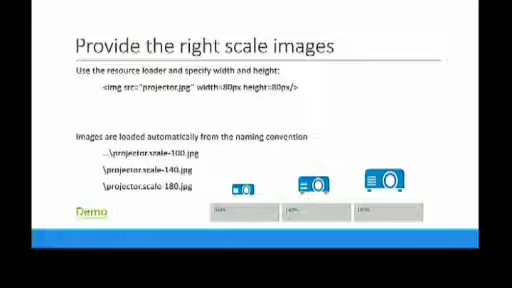 Provide the right scale images
Use the resource loader and specify width and height:
<img src="projector.jpg" width=80px height=80px/>
Images are loaded automatically from the naming convention
...\projector.scale-100.jpg
\projector.scale-140.jpg
\projector.scale-180.jpg
Demo